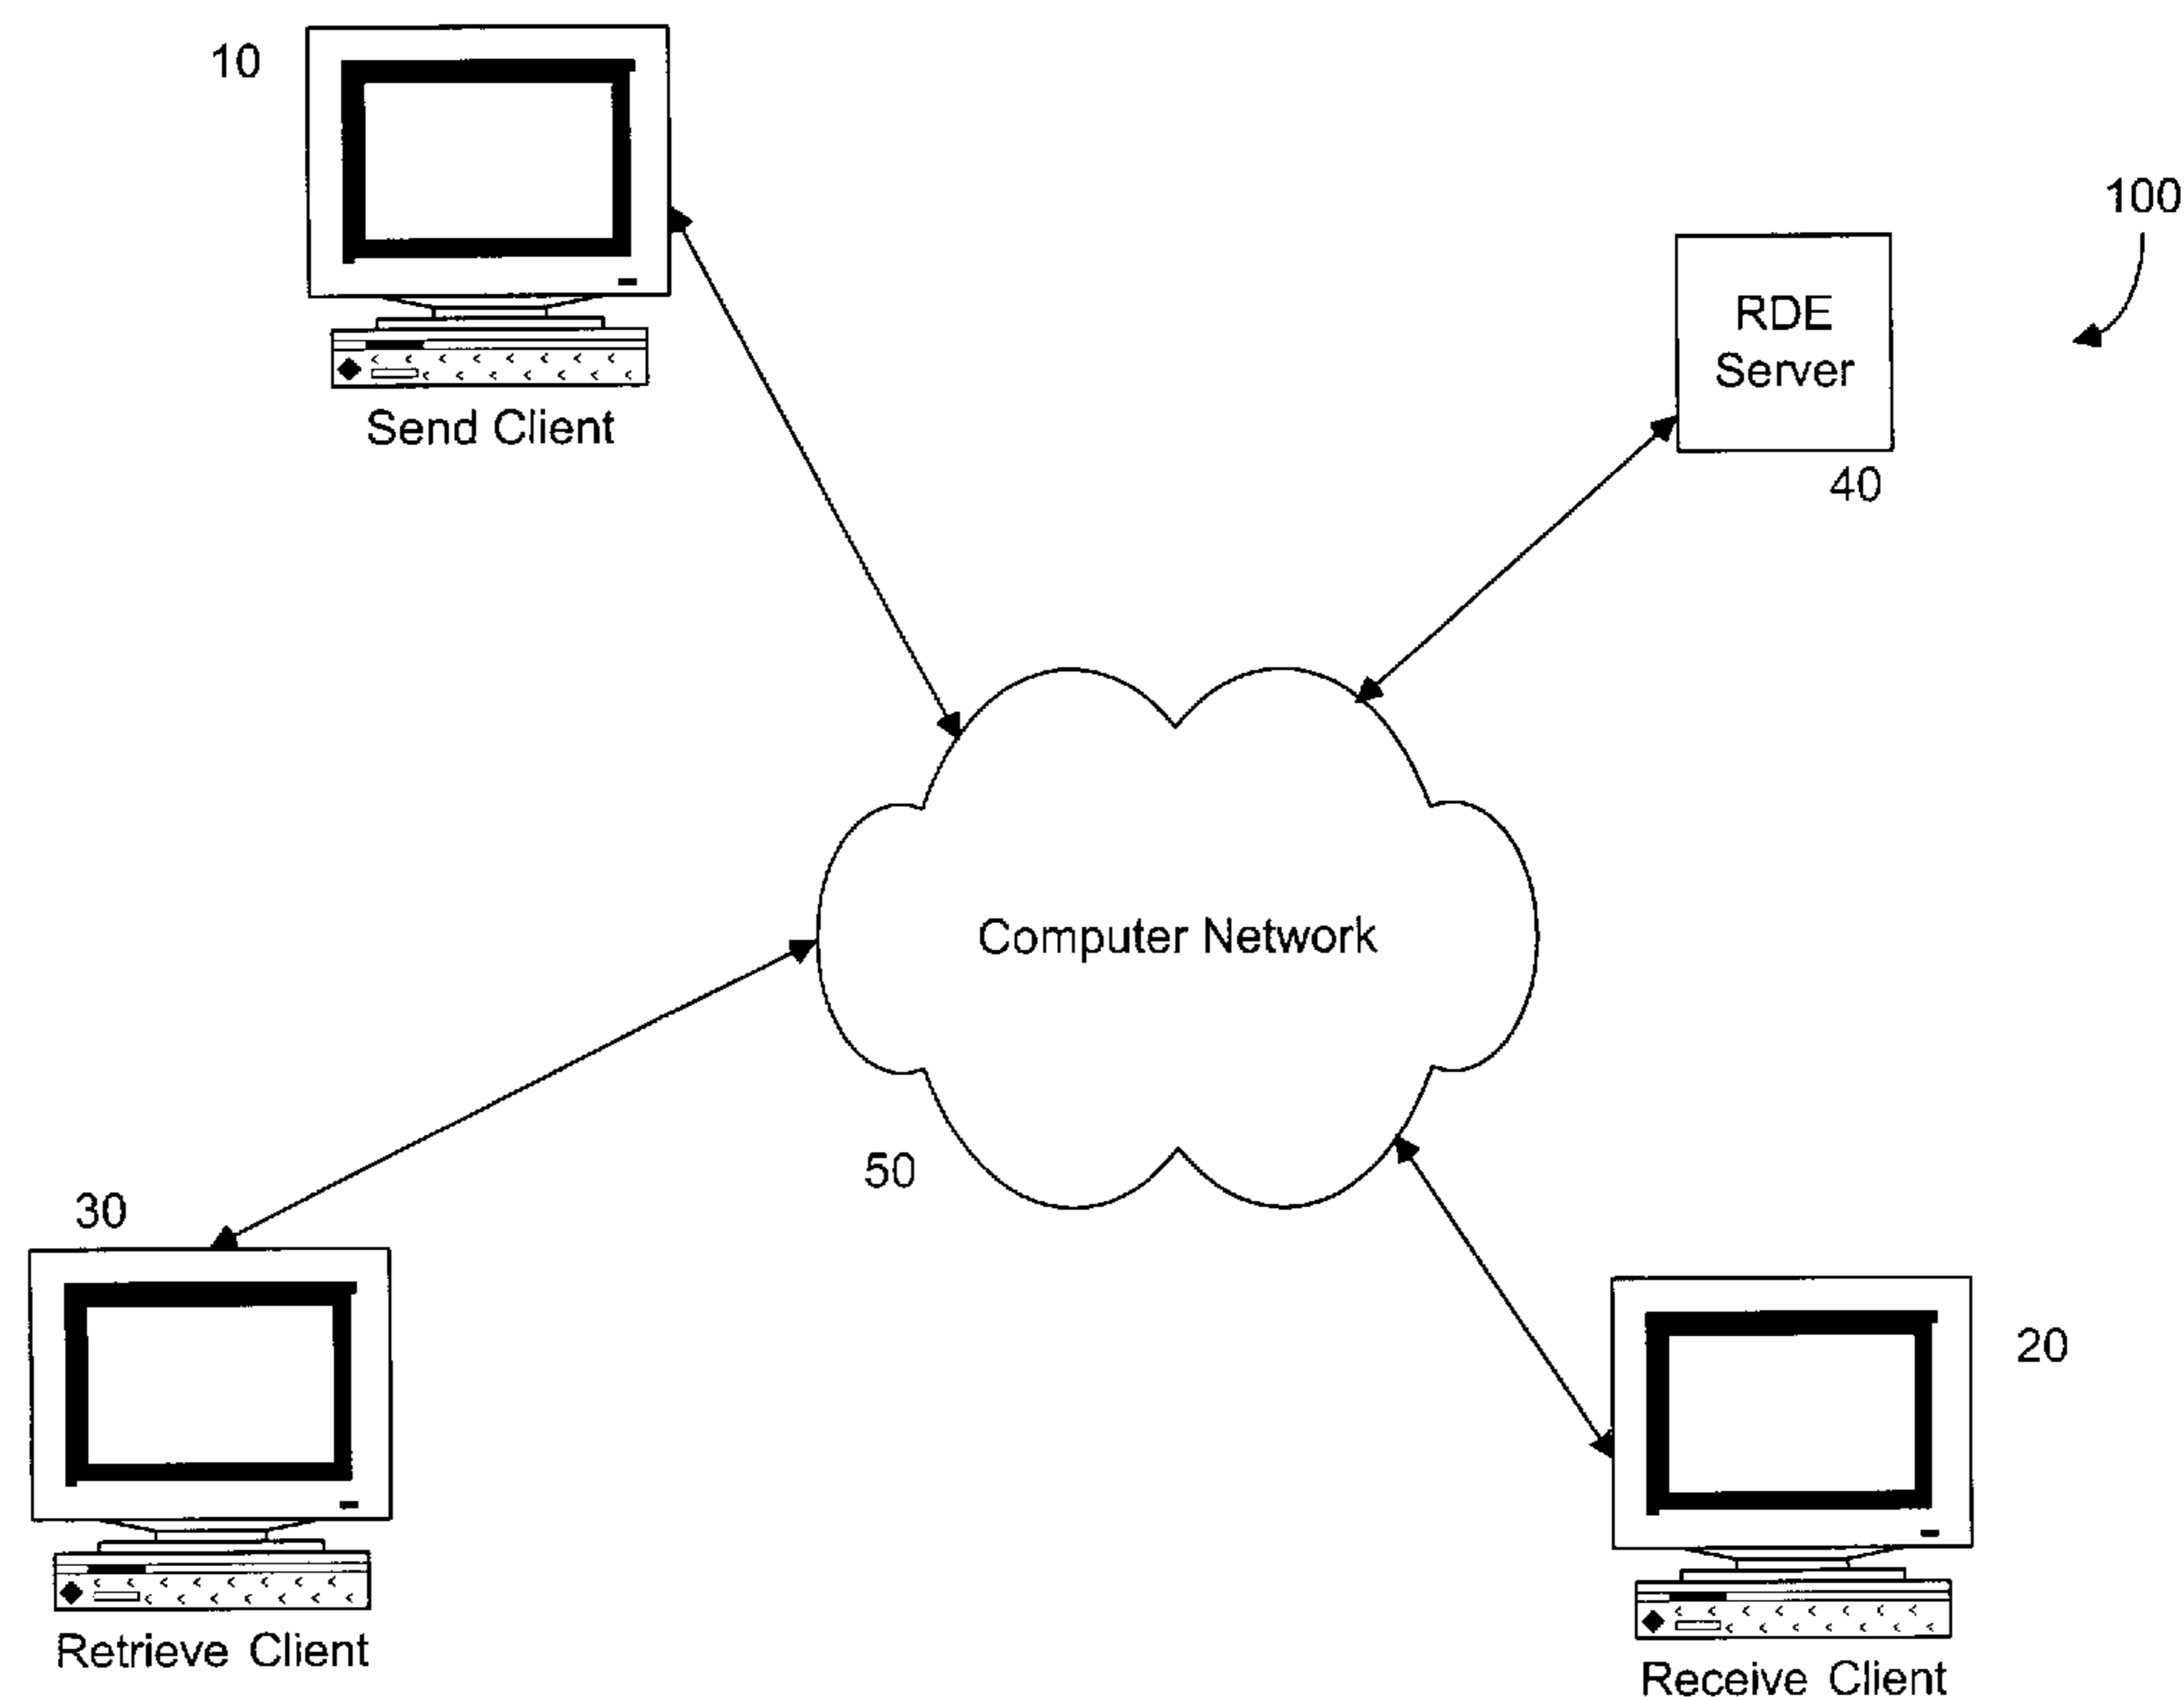 10
100
RDE
Server
40
Send Client
Computer Network
50
30
20
Retrieve Client
Receive Client